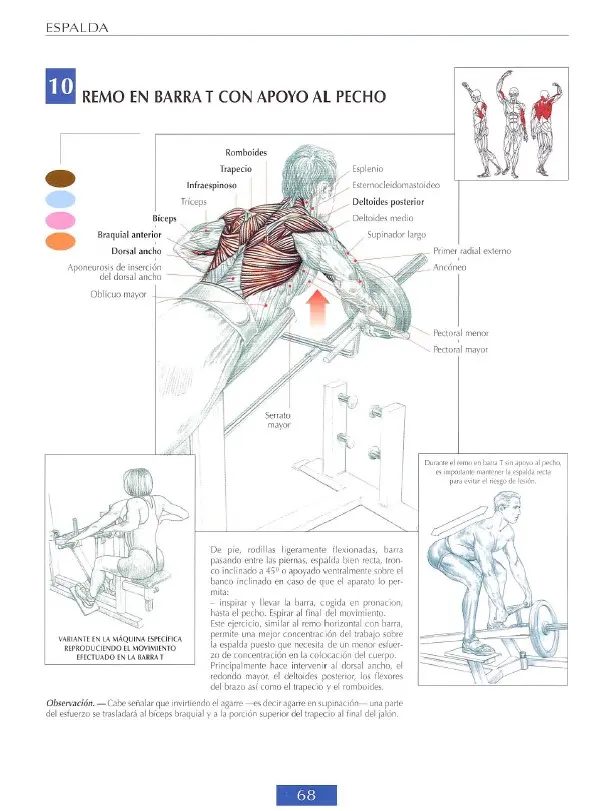 ESPALDA
10
REMO EN BARRA T CON APOYO AL PECHO
Romboides
Trapecio
Infraespinoso
Tríceps
Bíceps
Braquial anterior
Dorsal ancho
Aponeurosis de inserción
del dorsal ancho
Oblicuo mayor
Esplenio
Esternocleidomastoideo
Deltoides posterior
Deltoides medio
Supinador largo
Primer radial externo
Ancóneo
Pectoral menor
Pectoral mayor
Serrato
mayor
Durante el remo en barra T sin apoyo al pecho,
es importante mantener la espalda recta
para evitar el riesgo de lesión.
VARIANTE EN LA MÁQUINA ESPECÍFICA
REPRODUCIENDO EL MOVIMIENTO
EFECTUADO EN LA BARRA T
De pie, rodillas ligeramente flexionadas, barra
pasando entre las piernas, espalda bien recta, tron-
co inclinado a 45º o apoyado ventralmente sobre el
banco inclinado en caso de que el aparato lo per-
mita:
– inspirar y llevar la barra, cogida en pronacion,
hasta el pecho. Espirar al final del movimiento.
Este ejercicio, similar al remo horizontal con barra,
permite una mejor concentración del trabajo sobre
la espalda puesto que necesita de un menor esfuer-
zo de concentración en la colocación del cuerpo.
Principalmente hace intervenir al dorsal ancho, el
redondo mayor, el deltoides posterior, los flexores
del brazo así como el trapecio y el romboides.
Observación. — Cabe señalar que invirtiendo el agarre —es decir agarre en supinación— una parte
del esfuerzo se trasladará al bíceps braquial y a la porción superior del trapecio al final del jalón.
68